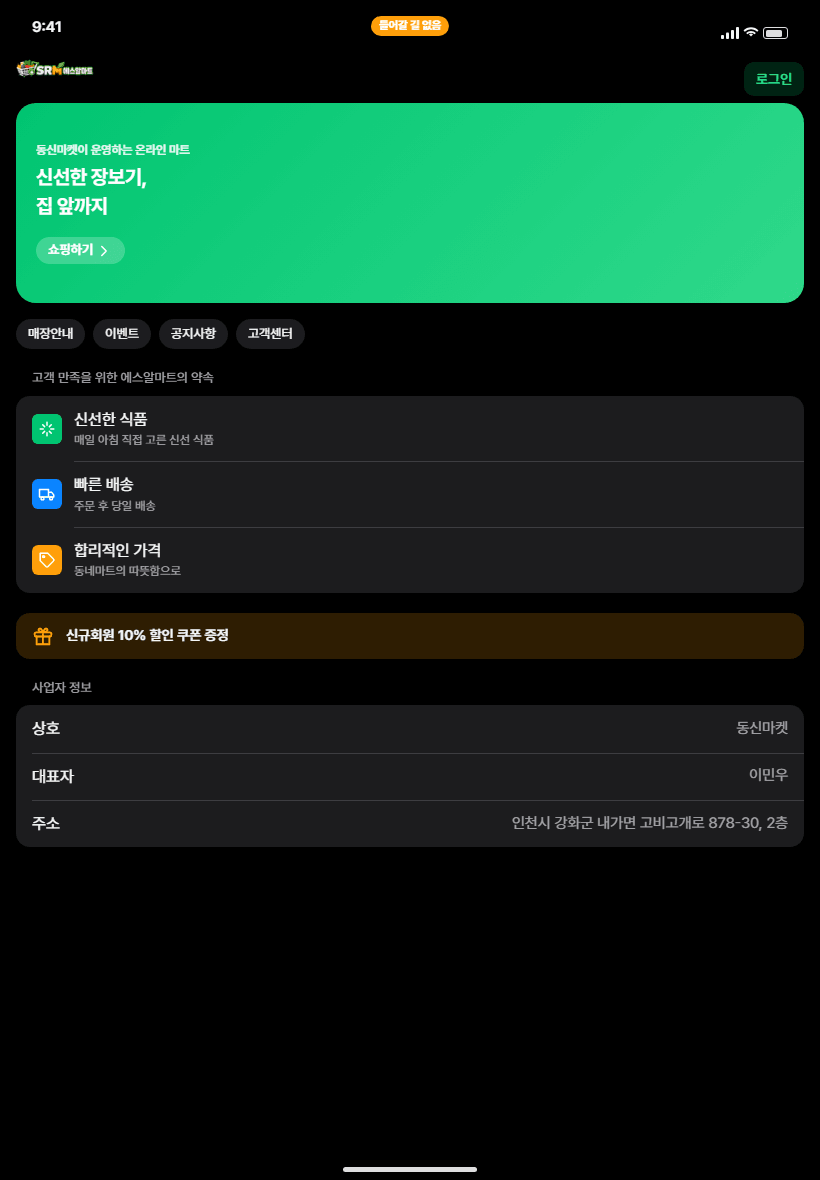 9:41
들어갈 길 없음
SRM 에스알마트
로그인
동신마켓이 운영하는 온라인 마트
신선한 장보기,
집 앞까지
쇼핑하기
매장안내
이벤트
공지사항
고객센터
고객 만족을 위한 에스알마트의 약속
신선한 식품
매일 아침 직접 고른 신선 식품
빠른 배송
주문 후 당일 배송
합리적인 가격
동네마트의 따뜻함으로
신규회원 10% 할인 쿠폰 증정
사업자 정보
상호
동신마켓
대표자
이민우
주소
인천시 강화군 내가면 고비고개로 878-30, 2층